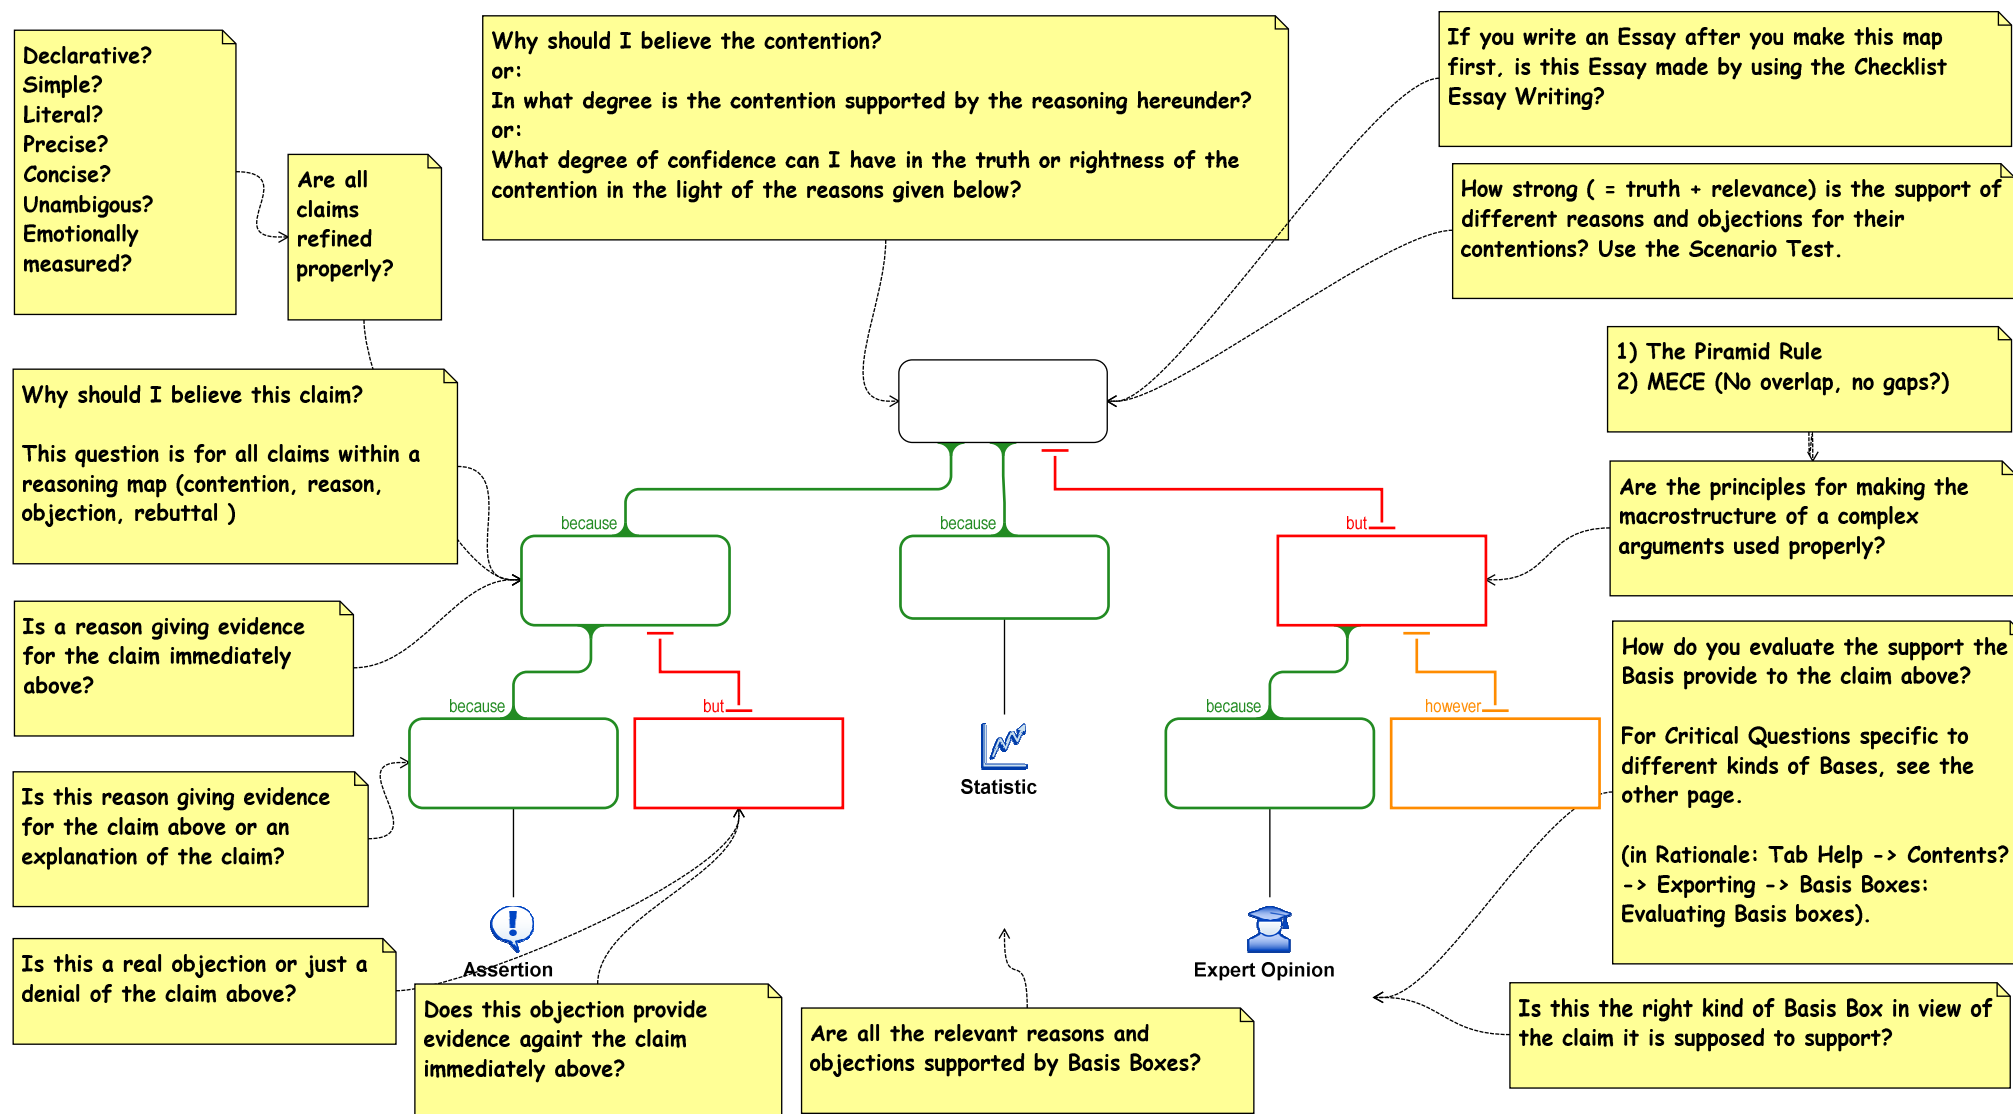 Declarative?
Simple?
Literal?
Precise?
Concise?
Unambigous?
Emotionally
measured?
Are all
claims
refined
properly?
Why should I believe the contention?
or:
In what degree is the contention supported by the reasoning hereunder?
or:
What degree of confidence can I have in the truth or rightness of the
contention in the light of the reasons given below?
If you write an Essay after you make this map
first, is this Essay made by using the Checklist
Essay Writing?
How strong ( = truth + relevance) is the support of
different reasons and objections for their
contentions? Use the Scenario Test.
1) The Piramid Rule
2) MECE (No overlap, no gaps?)
Are the principles for making the
macrostructure of a complex
arguments used properly?
Why should I believe this claim?
This question is for all claims within a
reasoning map (contention, reason,
objection, rebuttal )
because
because
but
Is a reason giving evidence
for the claim immediately
above?
because
but
because
however
Statistic
How do you evaluate the support the
Basis provide to the claim above?
For Critical Questions specific to
different kinds of Bases, see the
other page.
(in Rationale: Tab Help -> Contents?
-> Exporting -> Basis Boxes:
Evaluating Basis boxes).
Is this reason giving evidence
for the claim above or an
explanation of the claim?
Assertion
Expert Opinion
Is this a real objection or just a
denial of the claim above?
Does this objection provide
evidence againt the claim
immediately above?
Are all the relevant reasons and
objections supported by Basis Boxes?
Is this the right kind of Basis Box in view of
the claim it is supposed to support?